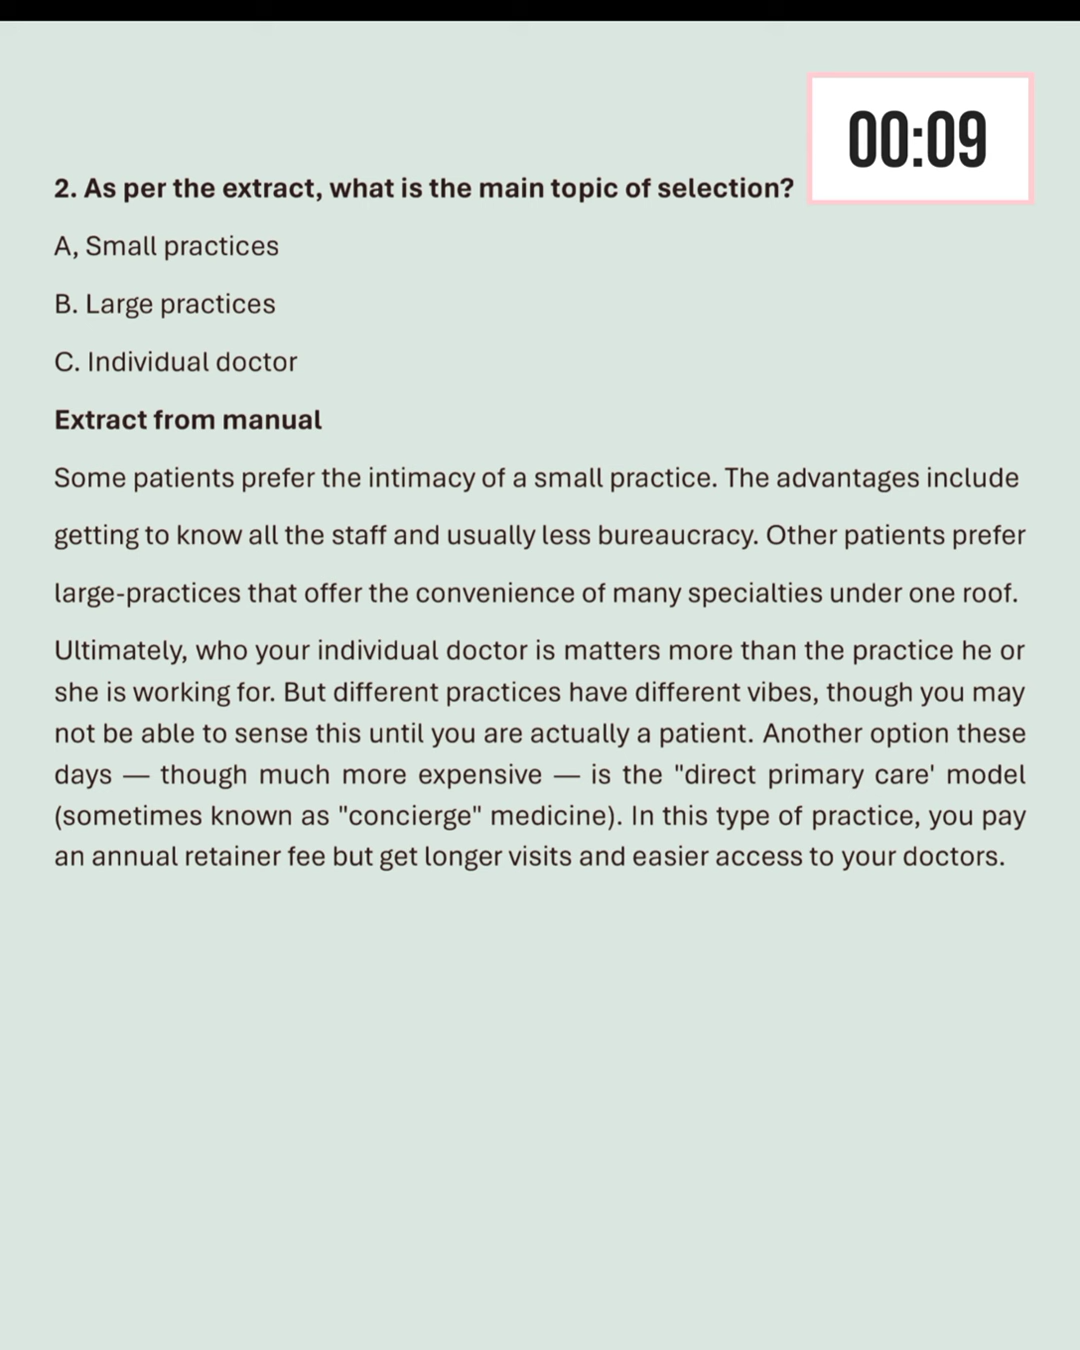 00:09
2. As per the extract, what is the main topic of selection?
A, Small practices
B. Large practices
C. Individual doctor
Extract from manual
Some patients prefer the intimacy of a small practice. The advantages include
getting to know all the staff and usually less bureaucracy. Other patients prefer
large-practices that offer the convenience of many specialties under one roof.
Ultimately, who your individual doctor is matters more than the practice he or
she is working for. But different practices have different vibes, though you may
not be able to sense this until you are actually a patient. Another option these
days — though much more expensive — is the "direct primary care' model
(sometimes known as "concierge" medicine). In this type of practice, you pay
an annual retainer fee but get longer visits and easier access to your doctors.